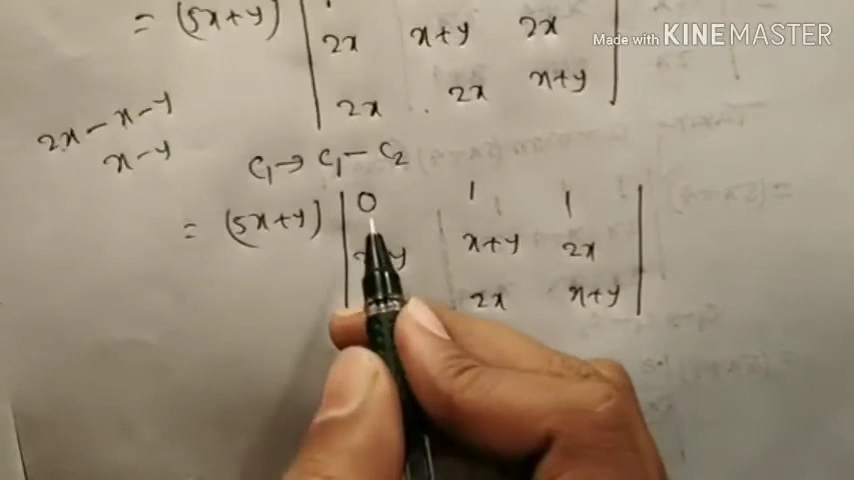 = (5x+y)
2x x+y 2x
2x 2x x+y
2x - x - y
x - y
C₁ → C₁ - C₂
= (5x+y) | 0 1 1 |
x+y 2x
2x x+y
Made with KINEMASTER